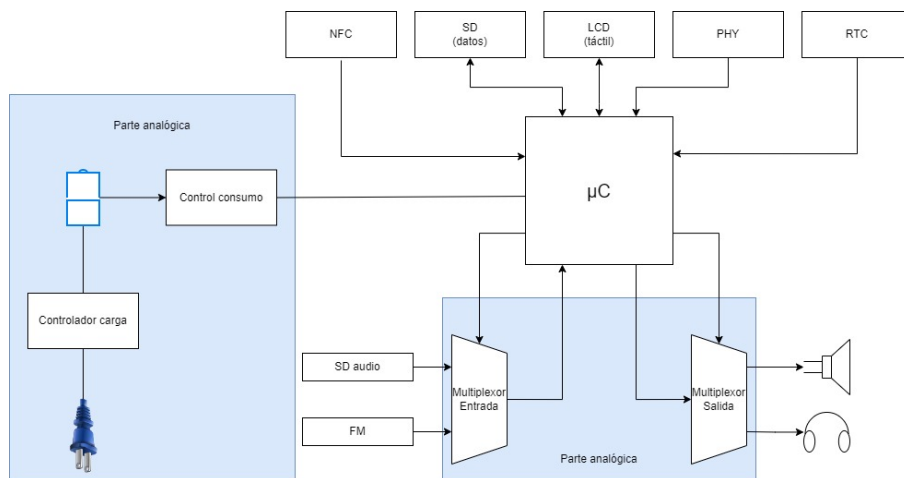 NFC
SD
(datos)
LCD
(táctil)
PHY
RTC
Parte analógica
µC
Control consumo
Controlador carga
SD audio
FM
Multiplexor
Entrada
Multiplexor
Salida
Parte analógica